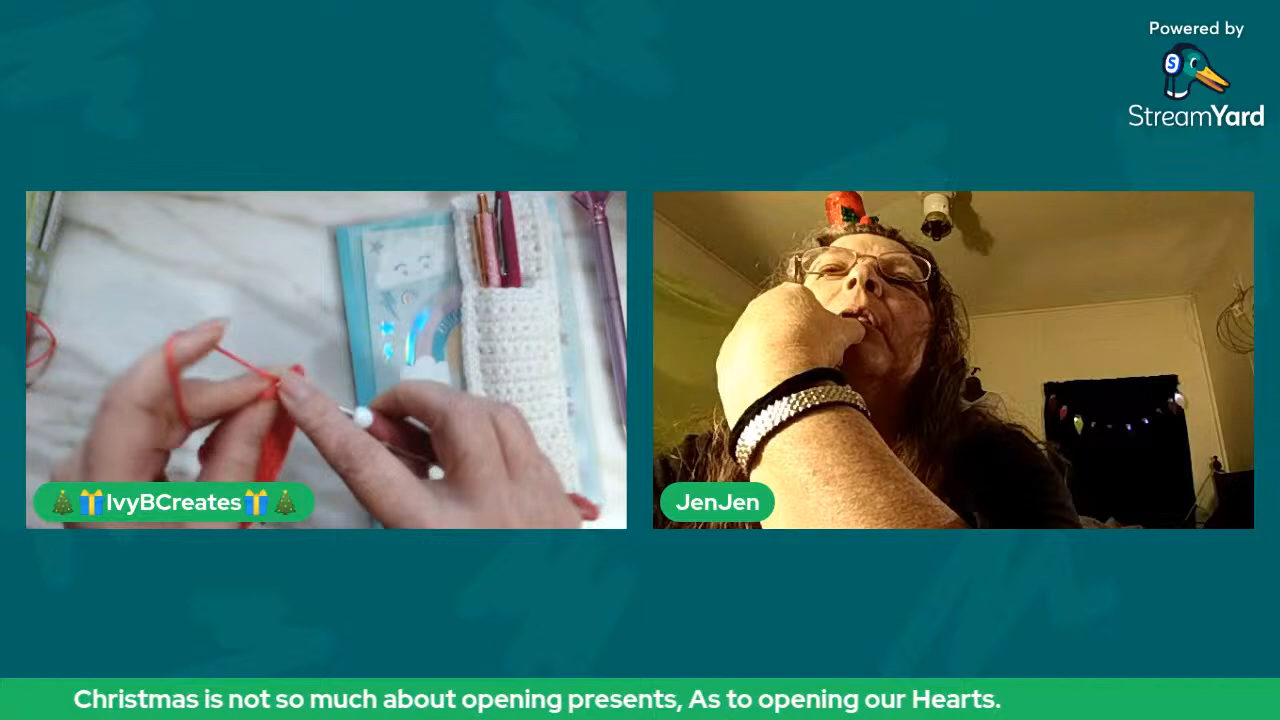 Powered by
S
StreamYard
🎄🎁IvyBCreates🎁🎄
JenJen
Christmas is not so much about opening presents, As to opening our Hearts.